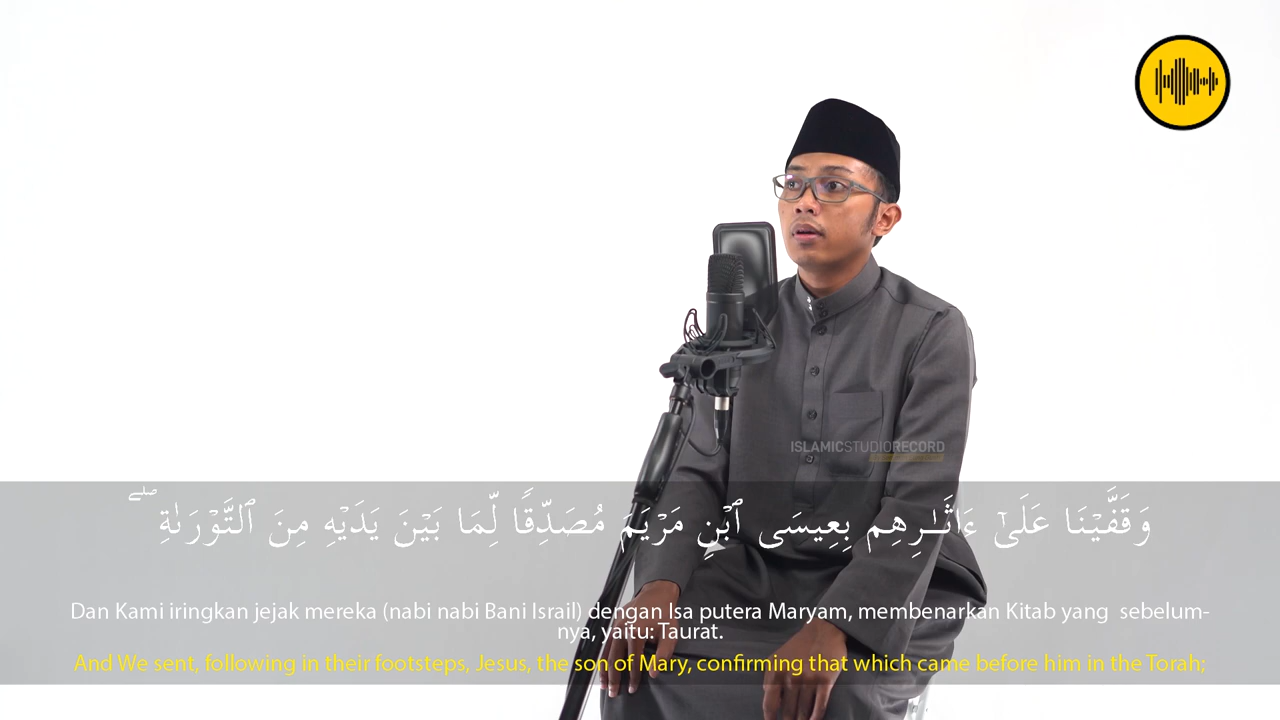 ISLAMICSTUDIORECORD
وَقَفَّيْنَا عَلَىٰٓ ءَاثَـٰرِهِم بِعِيسَى ٱبْنِ مَرْيَمَ مُصَدِّقًا لِّمَا بَيْنَ يَدَيْهِ مِنَ ٱلتَّوْرَىٰةِ ۖ
Dan Kami iringkan jejak mereka (nabi nabi Bani Israil) dengan Isa putera Maryam, membenarkan Kitab yang  sebelum-
nya, yaitu: Taurat.
And We sent, following in their footsteps, Jesus, the son of Mary, confirming that which came before him in the Torah;